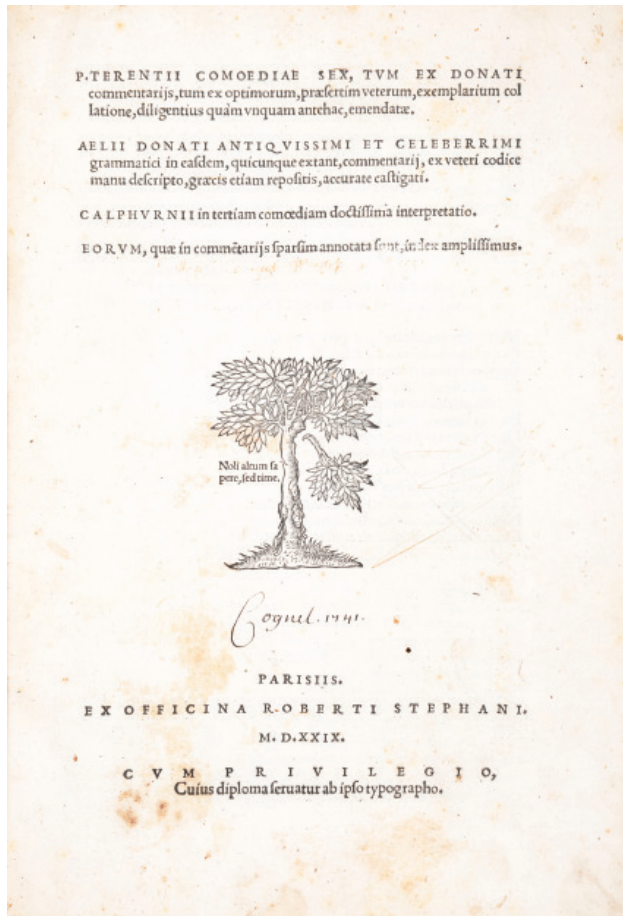 P.TERENTII COMOEDIAE SEX, TVM EX DONATI
commentarijs, tum ex optimorum, præsertim veterum, exemplarium col
latione, diligentius quàm vnquam antehac, emendatæ.
AELII DONATI ANTIQVISSIMI ET CELEBERRIMI
grammatici in easdem, quicunque extant, commentarij, ex veteri codice
manu descripto, græcis etiam repositis, accurate castigati.
CALPHVRNII in tertiam comœdiam doctissima interpretatio.
EORVM, quæ in commẽtarijs sparsim annotata sunt, index amplissimus.
Noli altum sa
pere, sed time.
Cognel. 1741.
PARISIIS.
EX OFFICINA ROBERTI STEPHANI.
M. D. XXIX.
CVM PRIVILEGIO,
Cuius diploma seruatur ab ipso typographo.